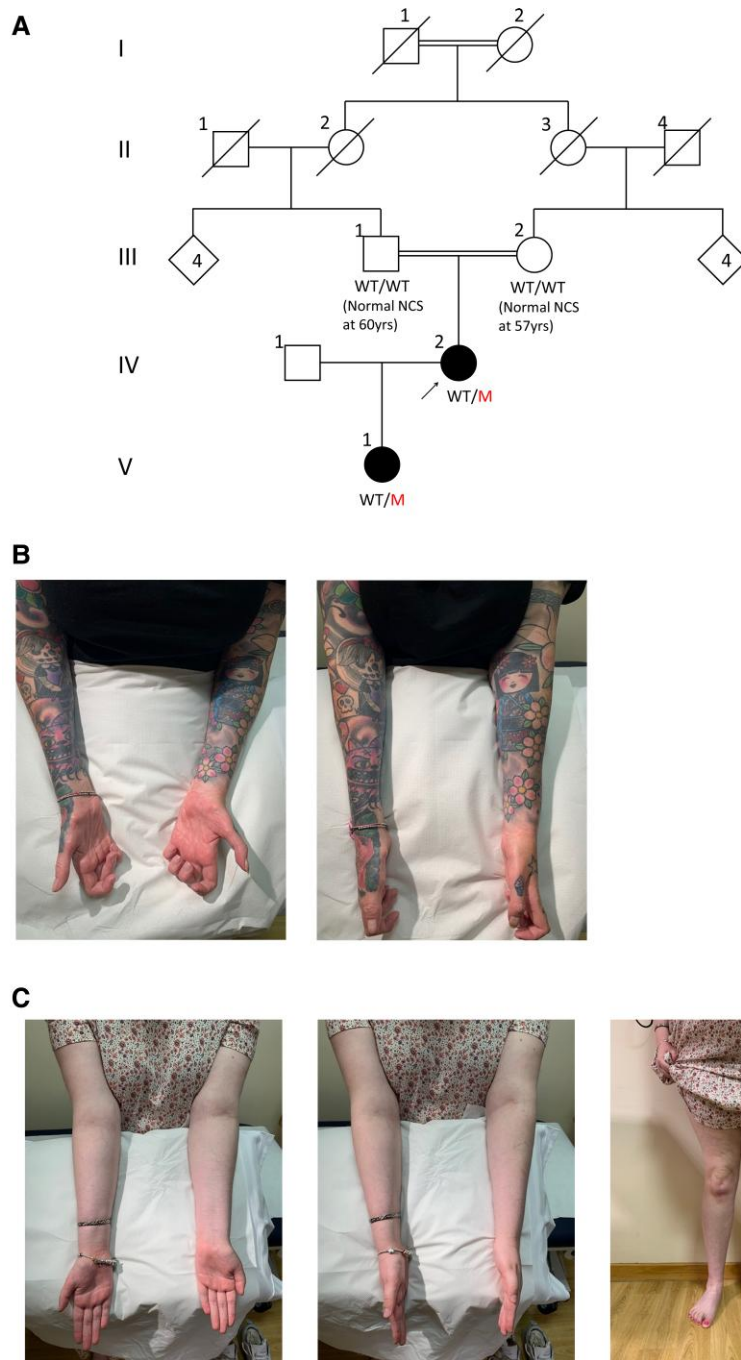 A
I
1
2
II
1
2
3
4
III
4
1
2
4
WT/WT
(Normal NCS
at 60yrs)
WT/WT
(Normal NCS
at 57yrs)
IV
1
2
WT/M
V
1
WT/M
B
C